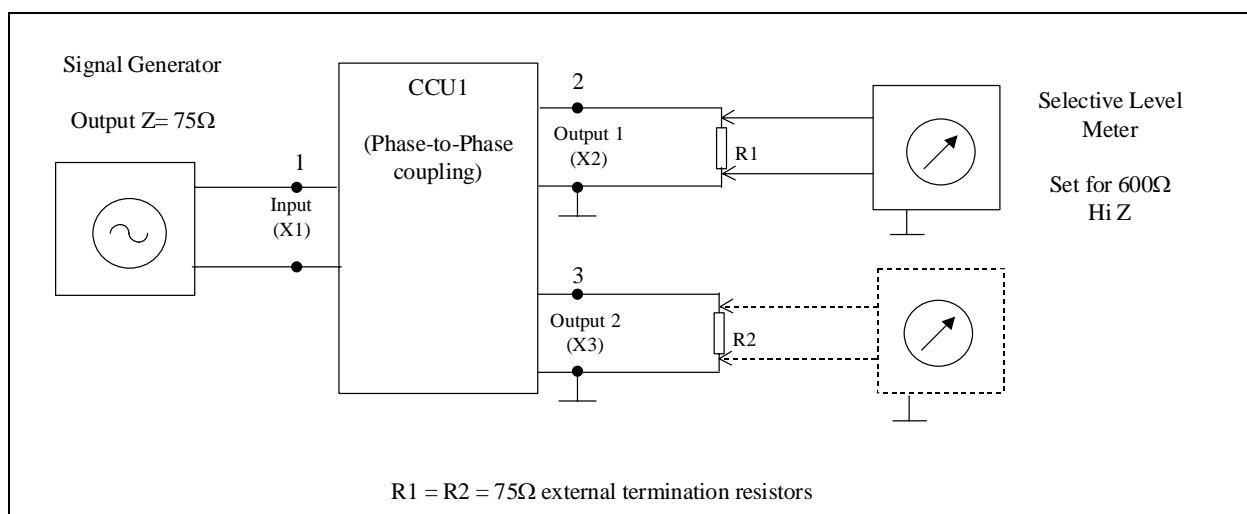 Signal Generator
Output Z= 75Ω
1
Input
(X1)
CCU1
(Phase-to-Phase
coupling)
2
Output 1
(X2)
R1
3
Output 2
(X3)
R2
Selective Level
Meter
Set for 600Ω
Hi Z
R1 = R2 = 75Ω external termination resistors